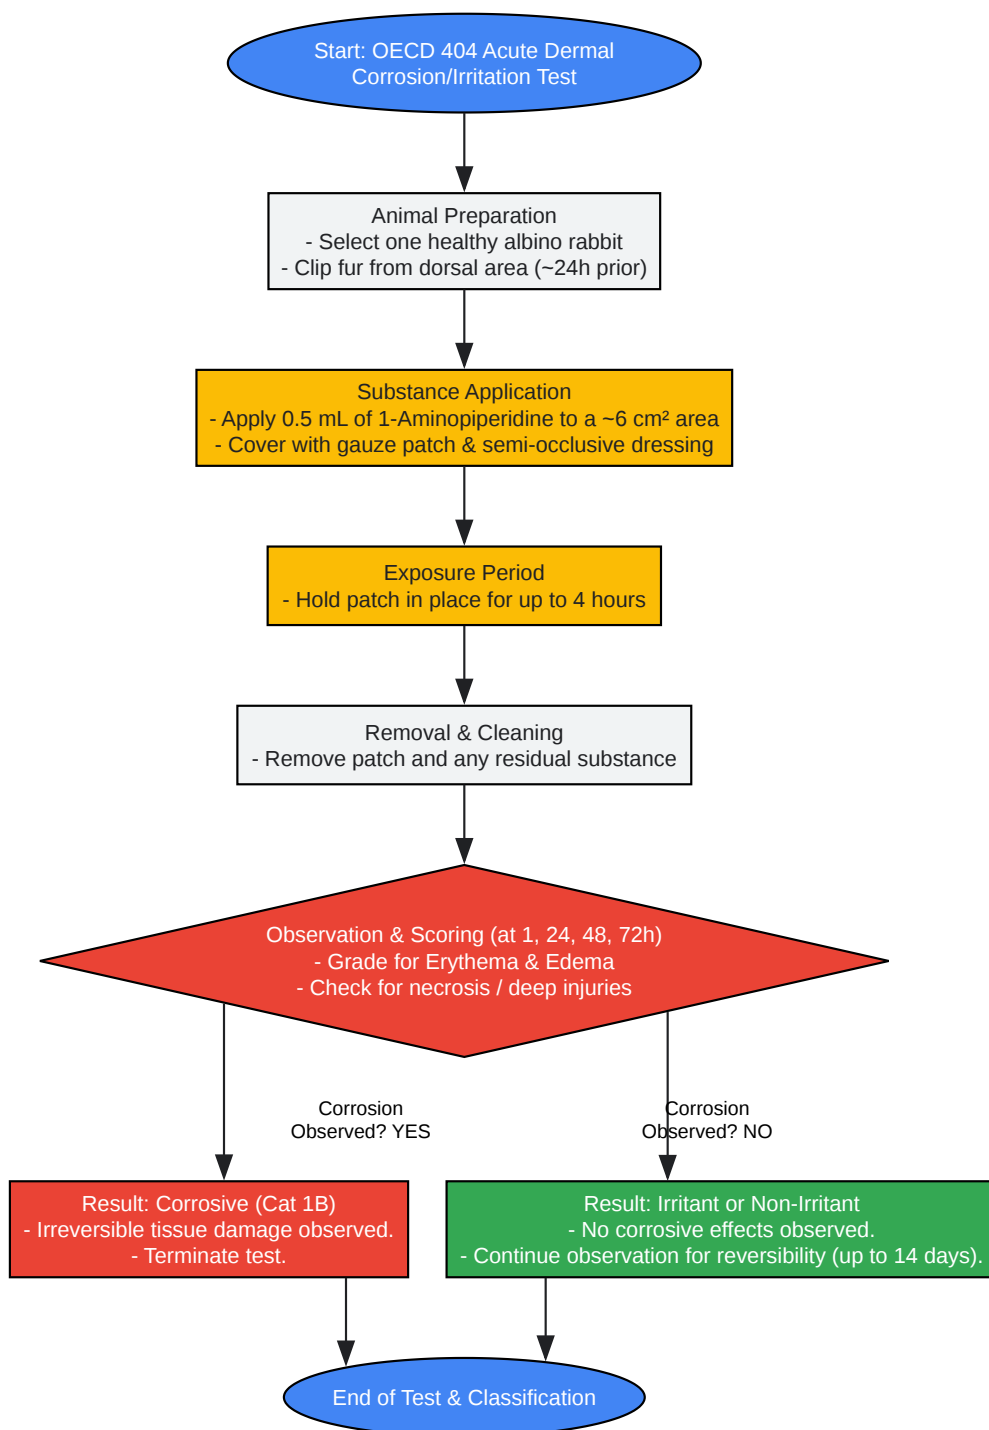 Start: OECD 404 Acute Dermal
Corrosion/Irritation Test
Animal Preparation
- Select one healthy albino rabbit
- Clip fur from dorsal area (~24h prior)
Substance Application
- Apply 0.5 mL of 1-Aminopiperidine to a ~6 cm² area
- Cover with gauze patch & semi-occlusive dressing
Exposure Period
- Hold patch in place for up to 4 hours
Removal & Cleaning
- Remove patch and any residual substance
Observation & Scoring (at 1, 24, 48, 72h)
- Grade for Erythema & Edema
- Check for necrosis / deep injuries
Corrosion
Observed? YES
Corrosion
Observed? NO
Result: Corrosive (Cat 1B)
- Irreversible tissue damage observed.
- Terminate test.
Result: Irritant or Non-Irritant
- No corrosive effects observed.
- Continue observation for reversibility (up to 14 days).
End of Test & Classification